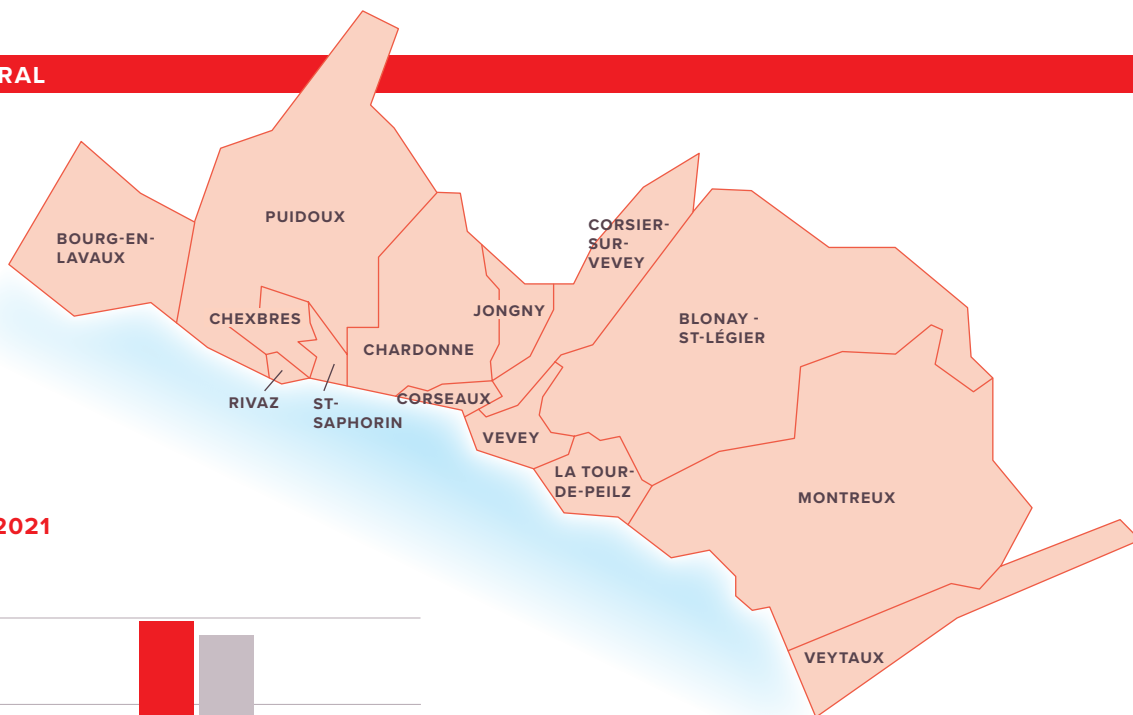 RAL
PUIDOUX
BOURG-EN-
LAVAUX
CORSIER-
SUR-
VEVEY
CHEXBRES
JONGNY
BLONAY -
ST-LÉGIER
CHARDONNE
RIVAZ
ST-
SAPHORIN
CORSEAUX
VEVEY
LA TOUR-
DE-PEILZ
MONTREUX
2021
VEYTAUX